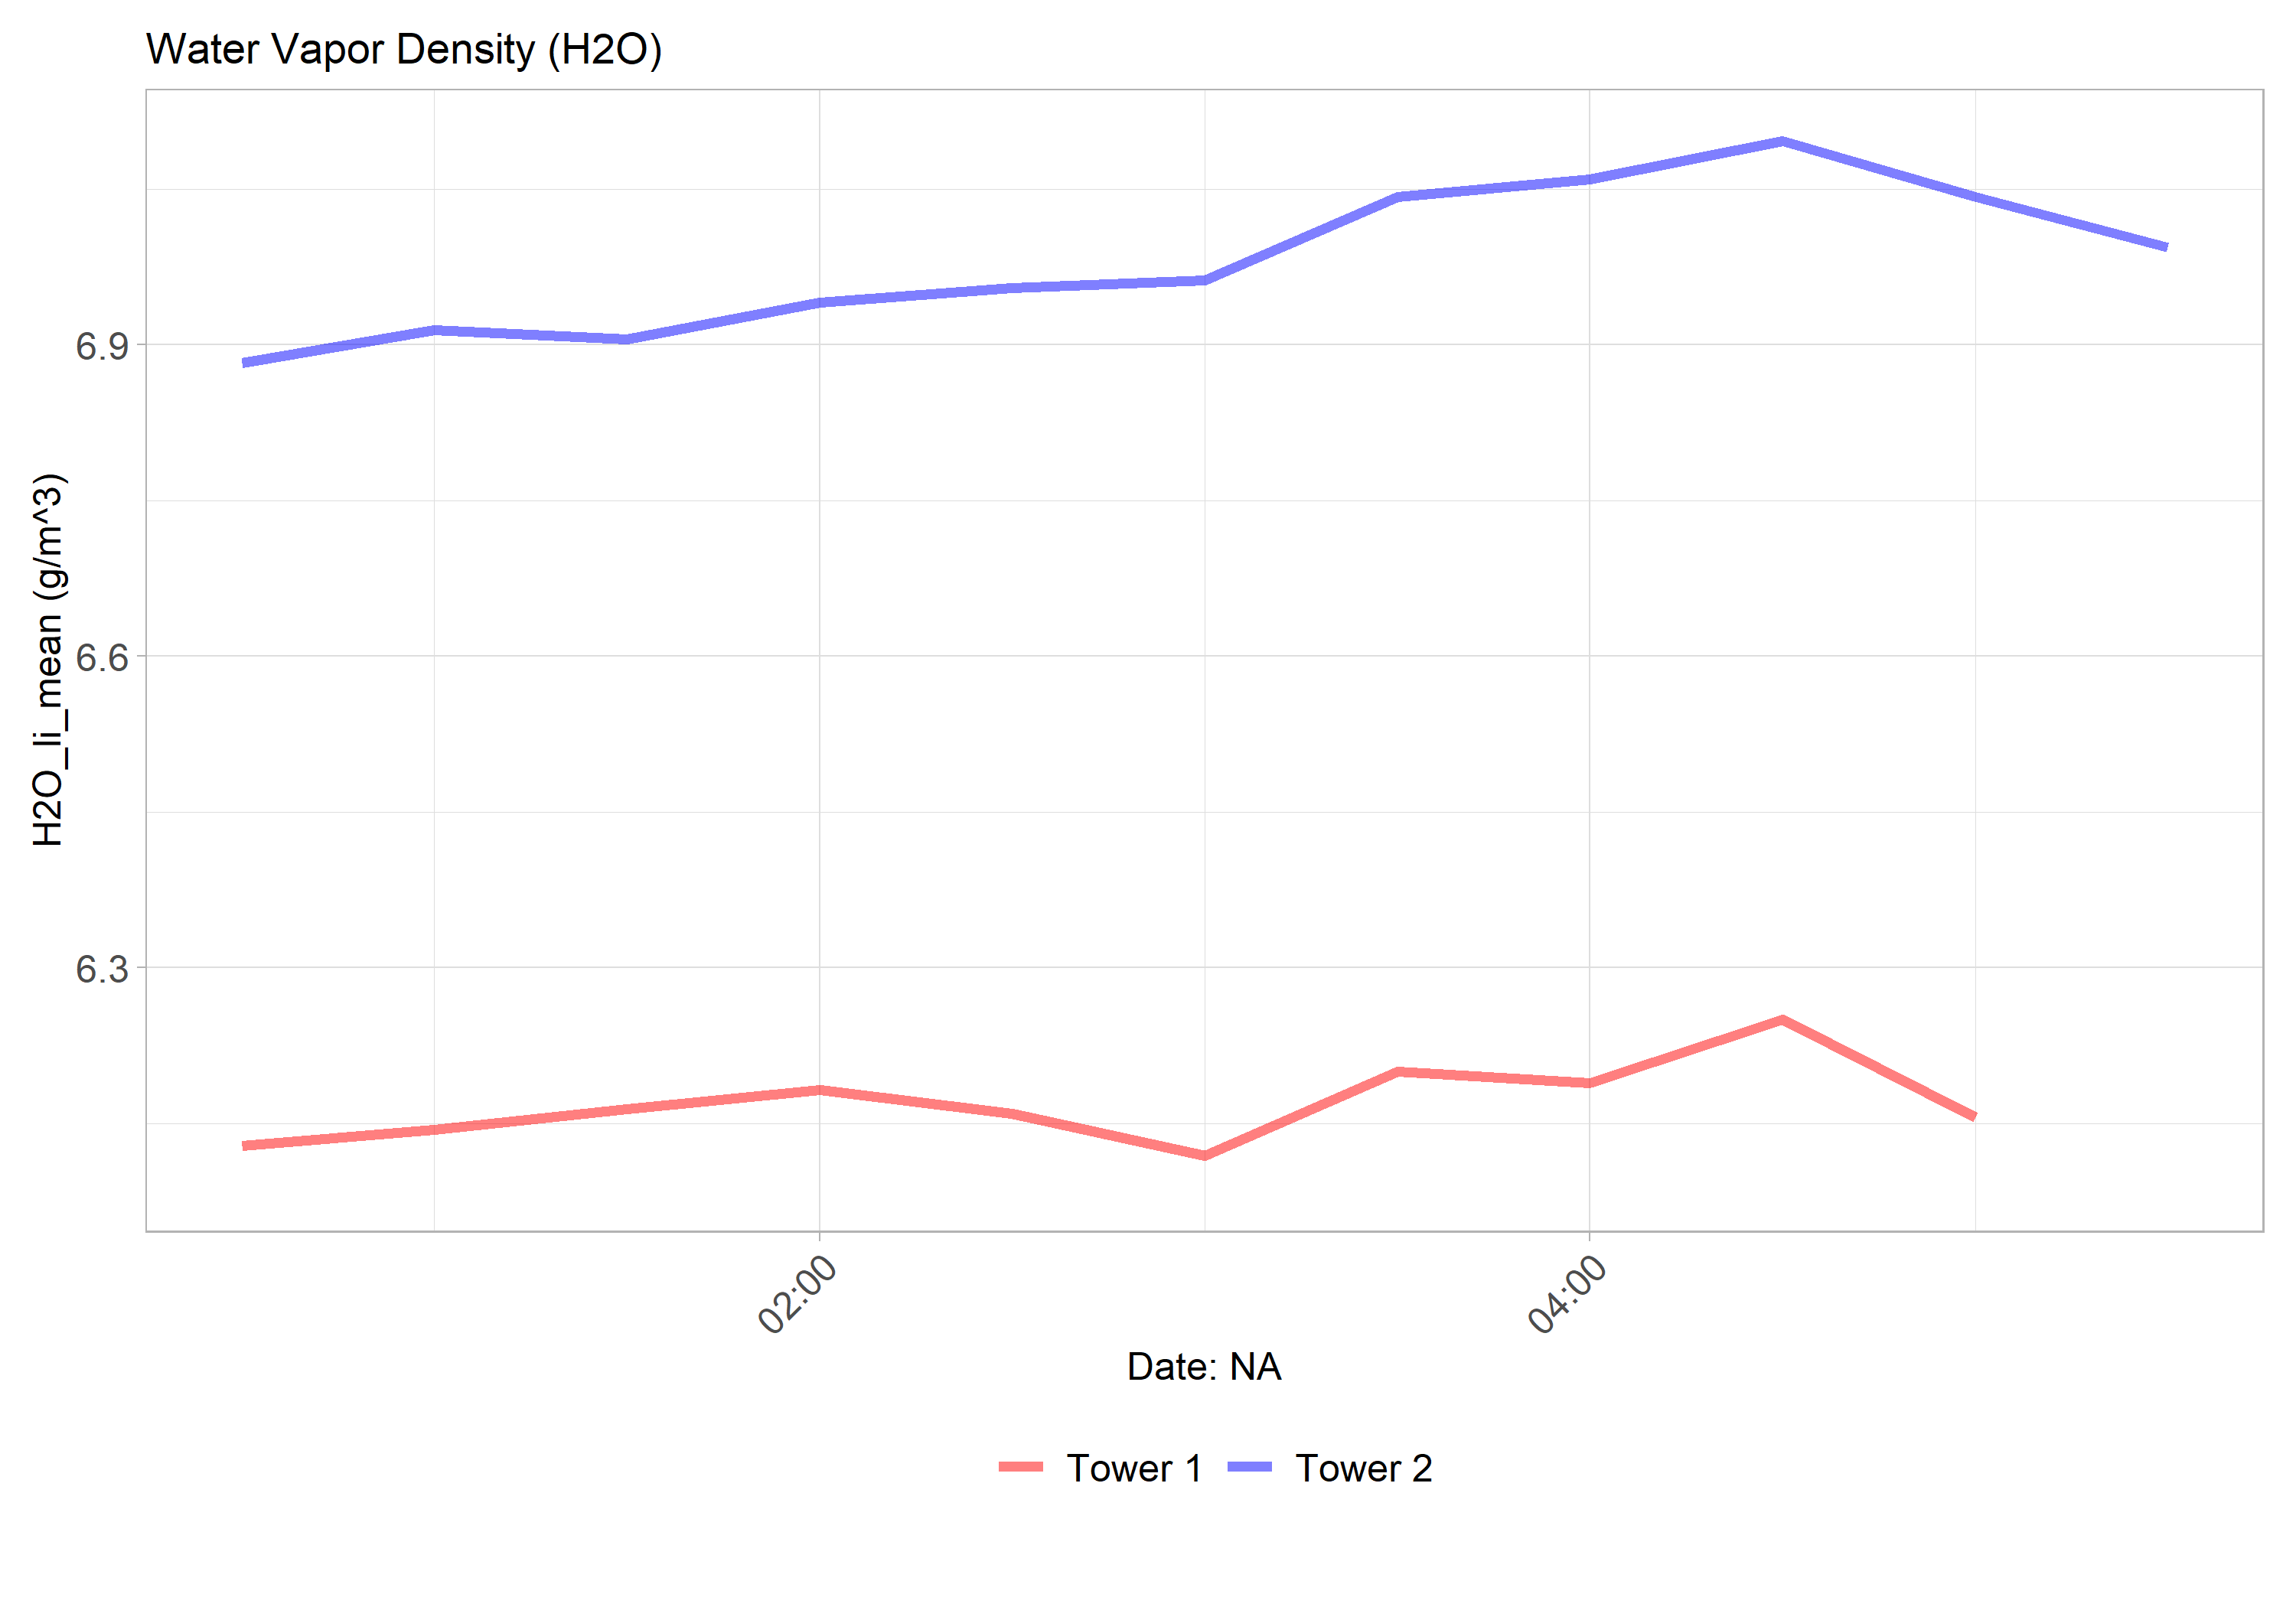 Water Vapor Density (H2O)
H2O_li_mean (g/m^3)
6.9
6.6
6.3
02:00
04:00
Date: NA
Tower 1
Tower 2